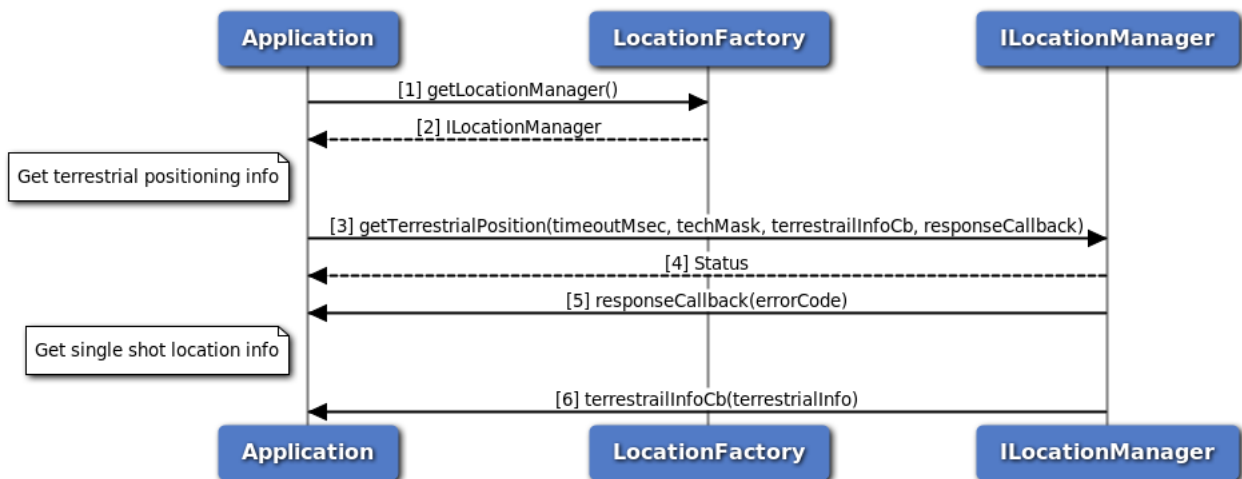 Application
LocationFactory
ILocationManager
[1] getLocationManager()
[2] ILocationManager
Get terrestrial positioning info
[3] getTerrestrialPosition(timeoutMsec, techMask, terrestrailInfoCb, responseCallback)
[4] Status
[5] responseCallback(errorCode)
Get single shot location info
[6] terrestrailInfoCb(terrestrialInfo)
Application
LocationFactory
ILocationManager